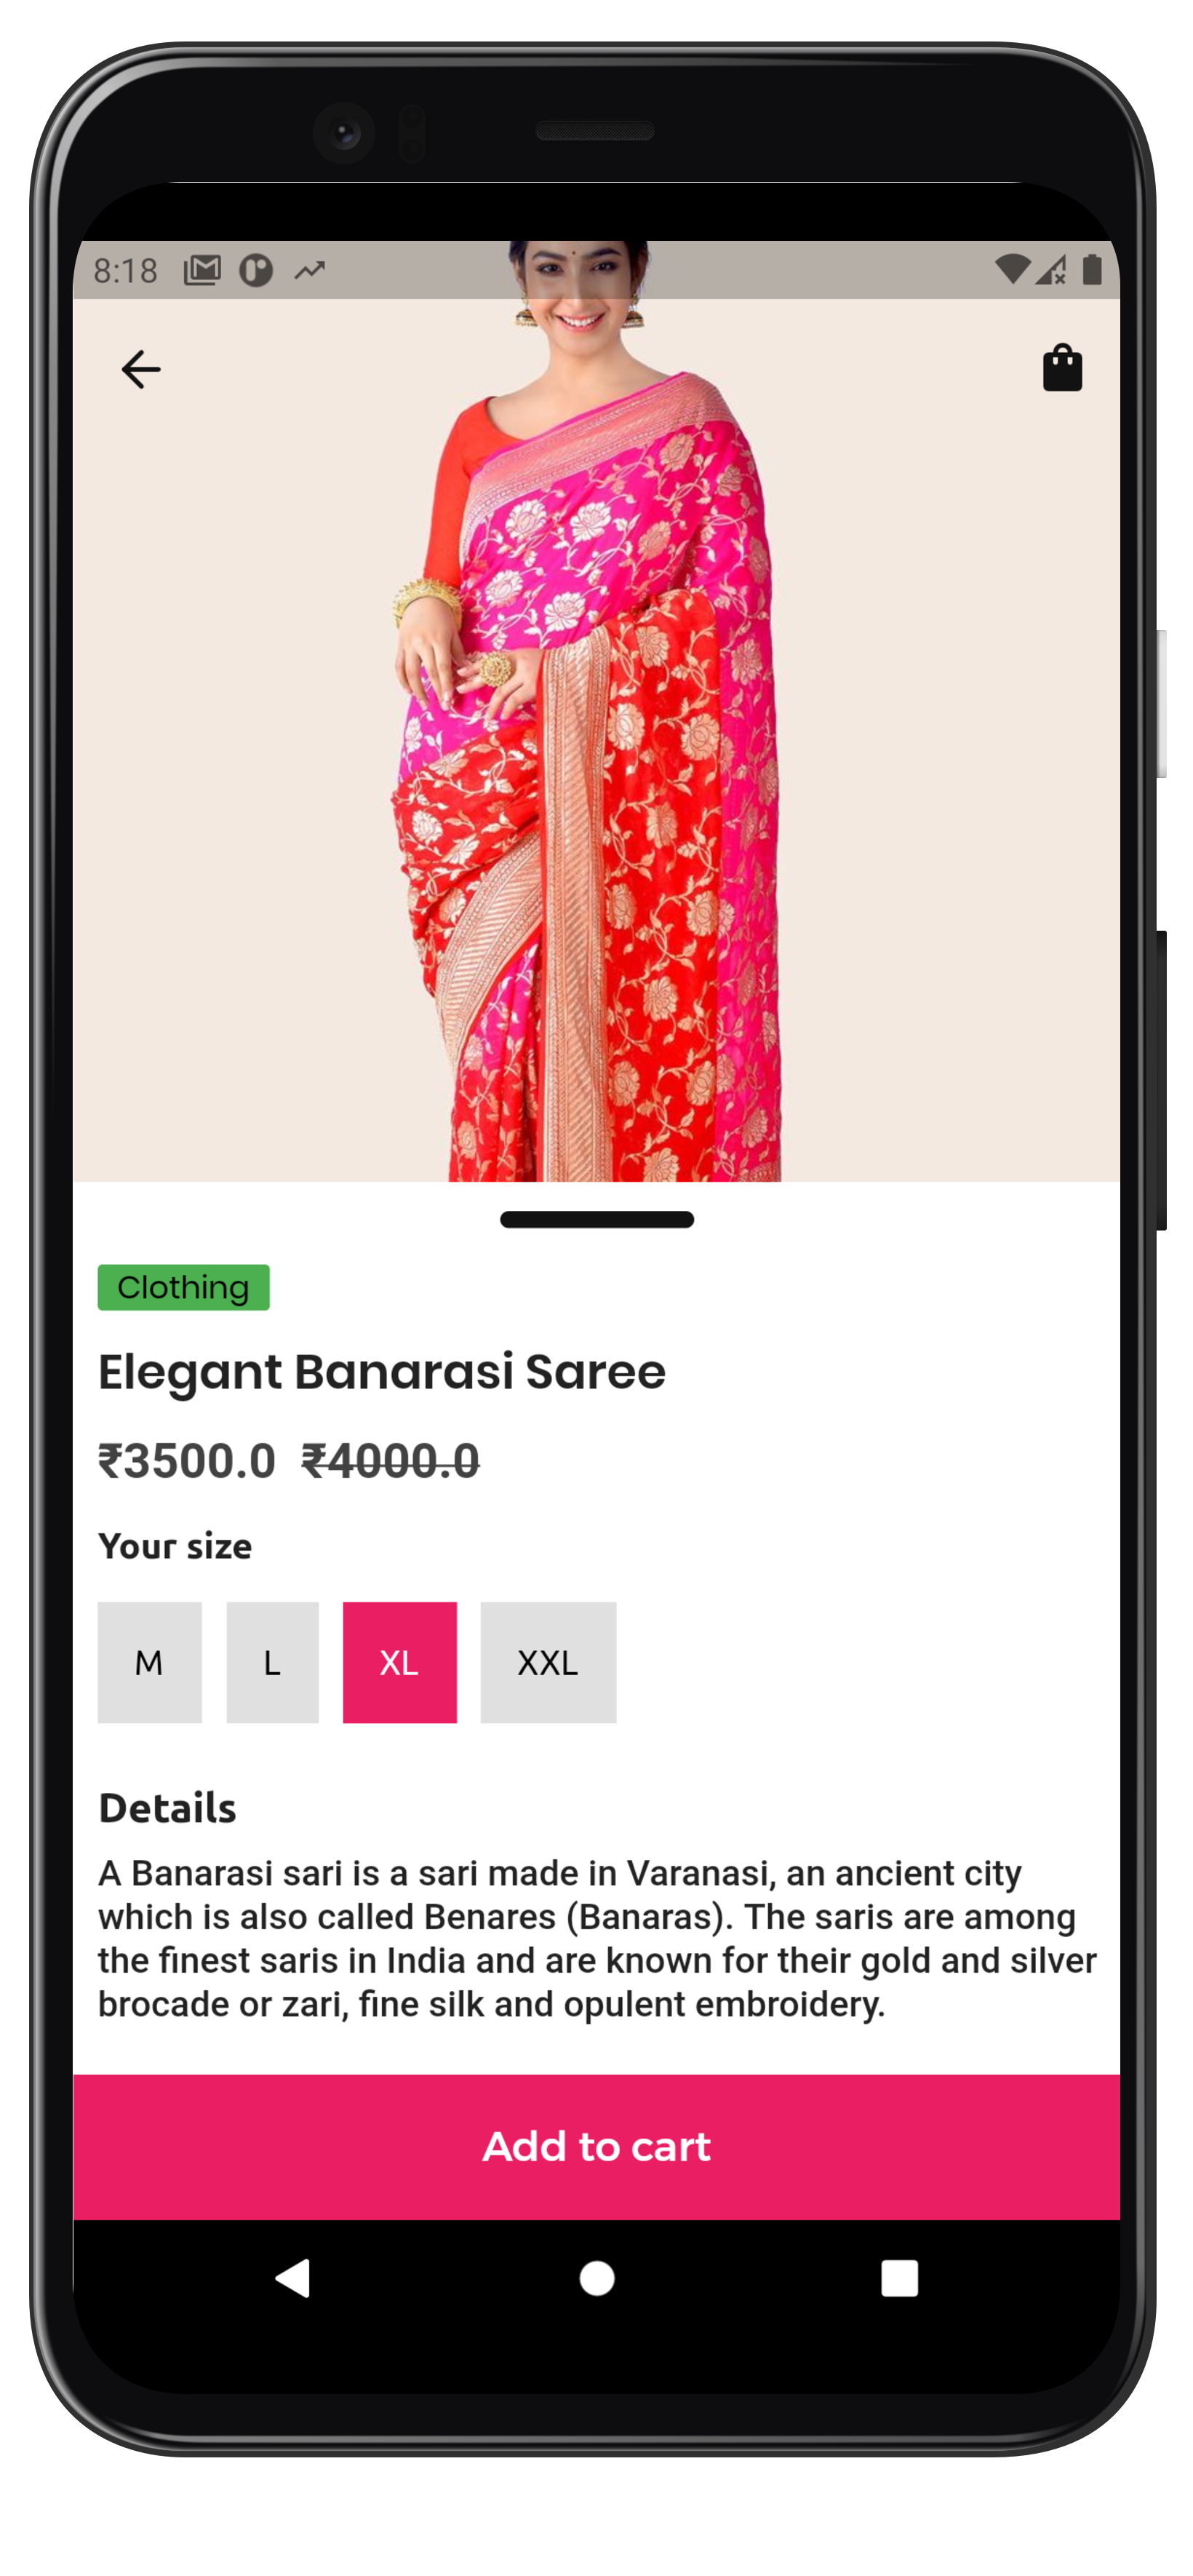 8:18
Clothing
Elegant Banarasi Saree
₹3500.0 ₹4000.0
Your size
M L XL XXL
Details
A Banarasi sari is a sari made in Varanasi, an ancient city
which is also called Benares (Banaras). The saris are among
the finest saris in India and are known for their gold and silver
brocade or zari, fine silk and opulent embroidery.
Add to cart